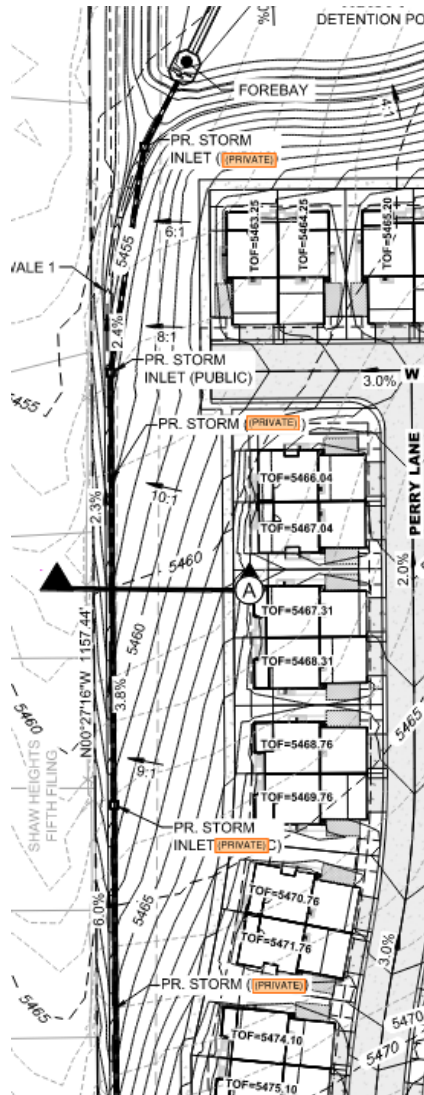 DETENTION PO
0%
FOREBAY
4:1
PR. STORM
INLET (PRIVATE)
TOF=5463.25
TOF=5464.25
TOF=5465.20
6:1
5455
VALE 1
8:1
2.4%
PR. STORM
INLET (PUBLIC)
3.0%
W
5455
PR. STORM (PRIVATE)
PERRY LANE
TOF=5466.04
10:1
2.3%
TOF=5467.04
5460
2.0%
A
TOF=5467.31
N00°27'16"W 1157.44'
5460
TOF=5468.31
3.8%
5460
5465
TOF=5468.76
SHAW HEIGHTS
FIFTH FILING
9:1
TOF=5469.76
PR. STORM
INLET (PRIVATE) C)
TOF=5470.76
6.0%
5465
TOF=5471.76
3.0%
5465
PR. STORM (PRIVATE)
TOF=5474.10
5470
5470
TOF=5475.10